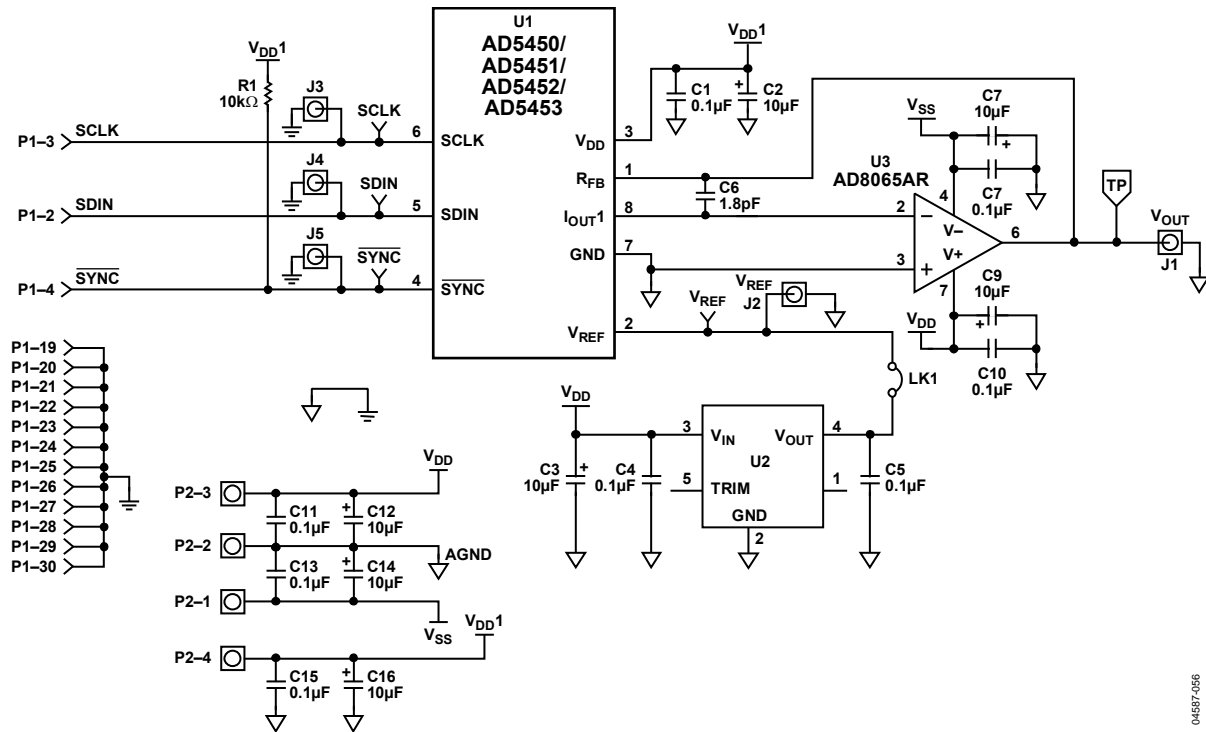 U1
AD5450/
AD5451/
AD5452/
AD5453
VDD1
R1
10kΩ
J3
SCLK
P1–3
SCLK
6
SCLK
J4
SDIN
P1–2
SDIN
5
SDIN
J5
SYNC
P1–4
SYNC
4
SYNC
VDD
3
RFB
1
IOUT1
8
GND
7
VREF
2
VDD1
C1
0.1µF
+
C2
10µF
C6
1.8pF
VREF
VREF
J2
LK1
U3
AD8065AR
VSS
C7
10µF
+
C7
0.1µF
4
2
–
V–
V+
3
+
6
7
TP
VOUT
J1
C9
10µF
+
VDD
C10
0.1µF
P1–19
P1–20
P1–21
P1–22
P1–23
P1–24
P1–25
P1–26
P1–27
P1–28
P1–29
P1–30
VDD
C3
10µF
+
C4
0.1µF
3
VIN
VOUT
4
U2
5
TRIM
1
GND
2
C5
0.1µF
P2–3
VDD
C11
0.1µF
+
C12
10µF
P2–2
AGND
C13
0.1µF
+
C14
10µF
P2–1
VSS
VDD1
P2–4
C15
0.1µF
+
C16
10µF
04587-056